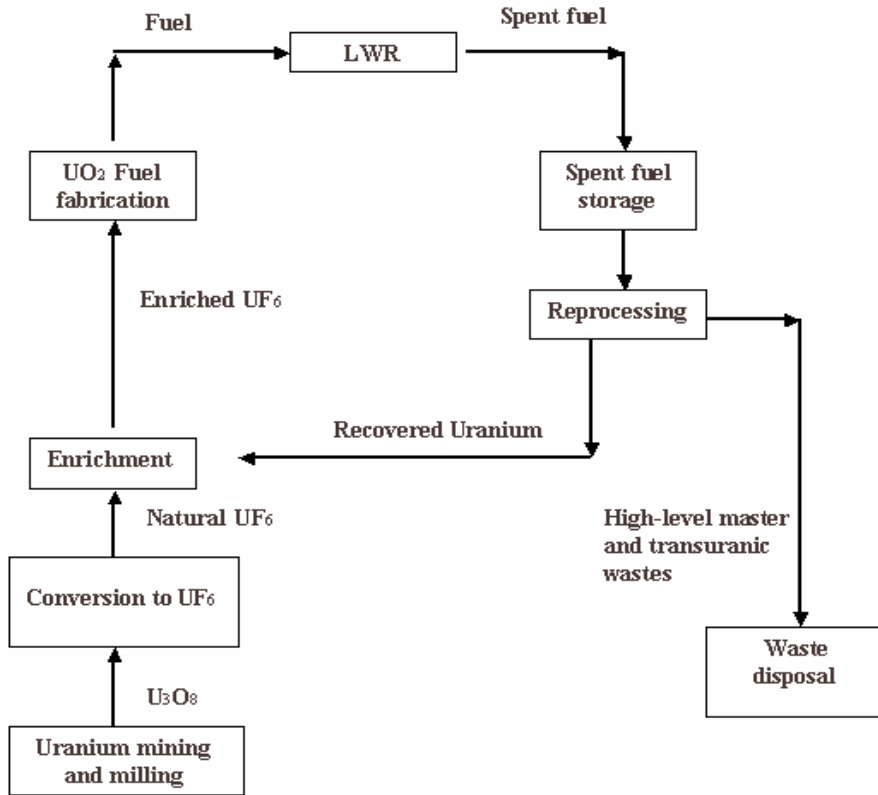 Fuel
Spent fuel
LWR
UO₂ Fuel
fabrication
Spent fuel
storage
Enriched UF₆
Reprocessing
Recovered Uranium
Enrichment
Natural UF₆
High-level master
and transuranic
wastes
Conversion to UF₆
Waste
disposal
U₃O₈
Uranium mining
and milling